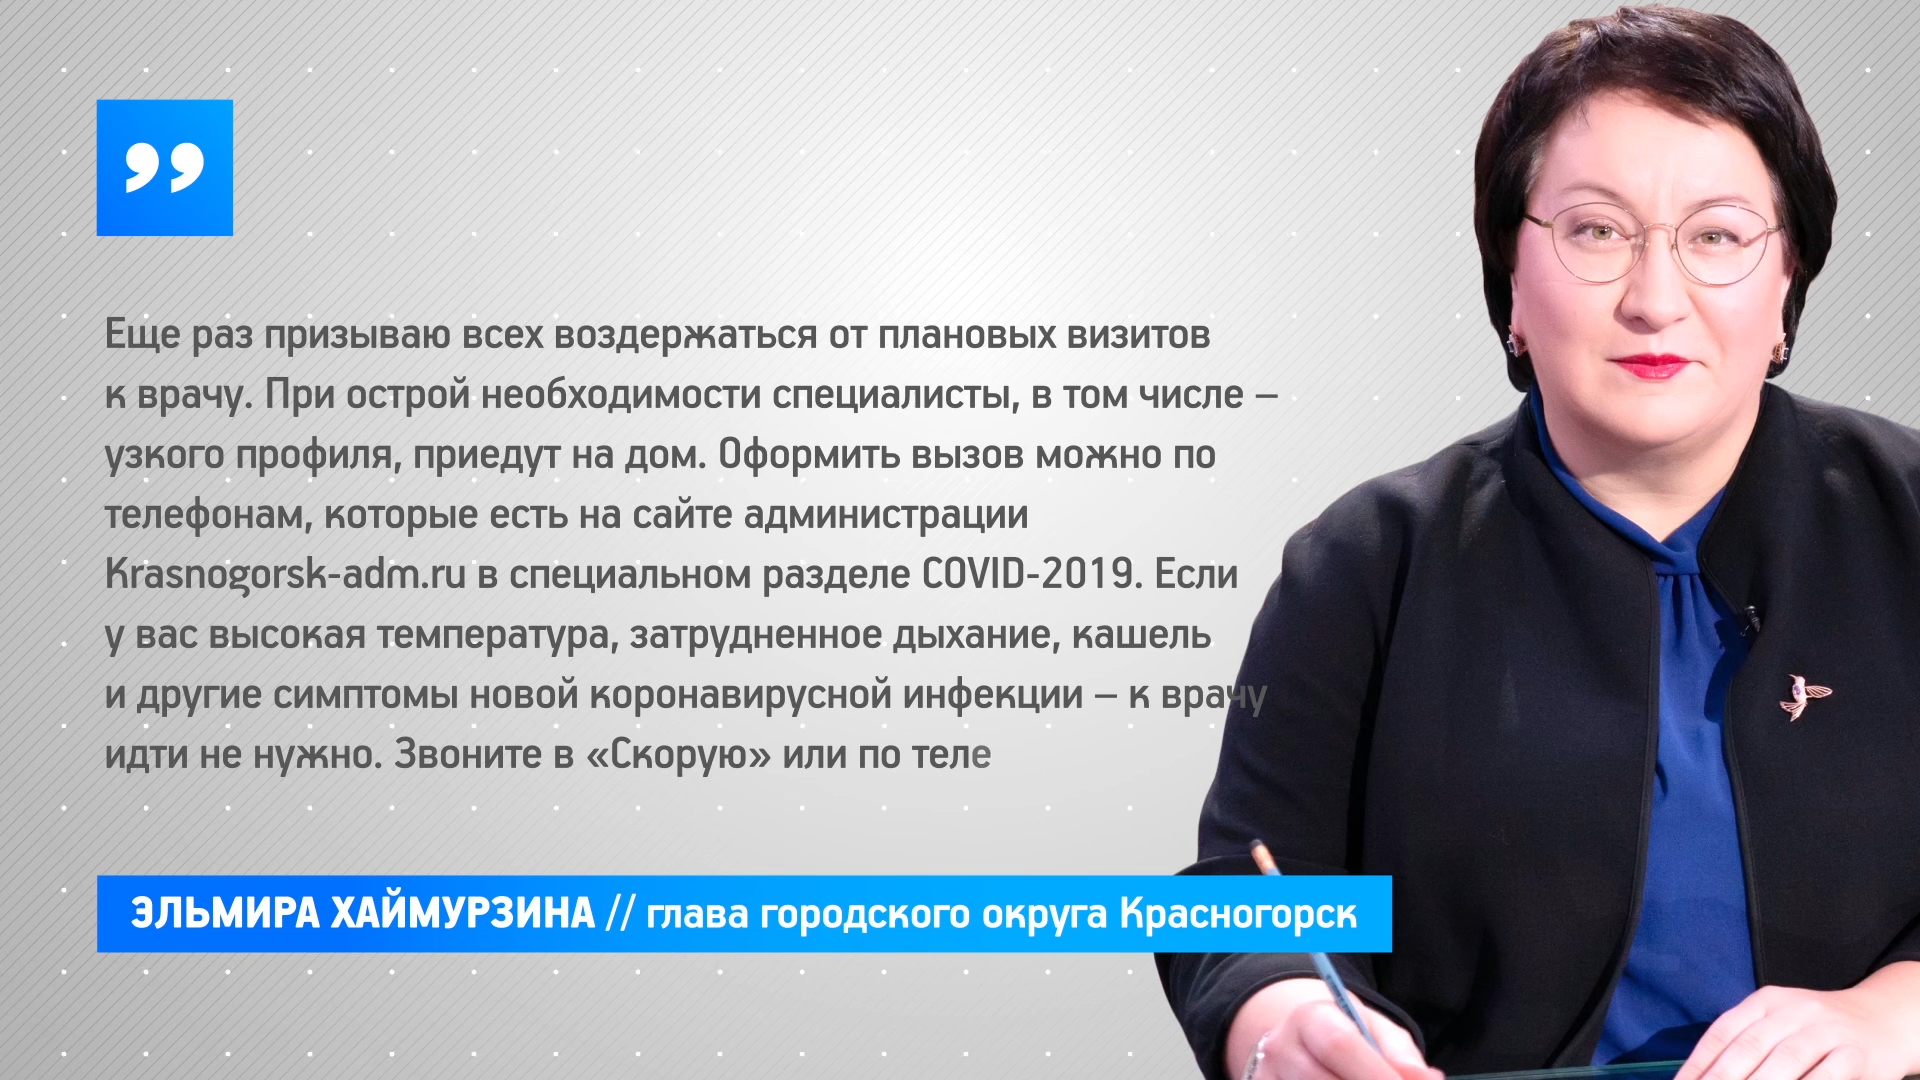 ”
Еще раз призываю всех воздержаться от плановых визитов
к врачу. При острой необходимости специалисты, в том числе –
узкого профиля, приедут на дом. Оформить вызов можно по
телефонам, которые есть на сайте администрации
Krasnogorsk-adm.ru в специальном разделе COVID-2019. Если
у вас высокая температура, затрудненное дыхание, кашель
и другие симптомы новой коронавирусной инфекции – к врачу
идти не нужно. Звоните в «Скорую» или по теле
ЭЛЬМИРА ХАЙМУРЗИНА // глава городского округа Красногорск